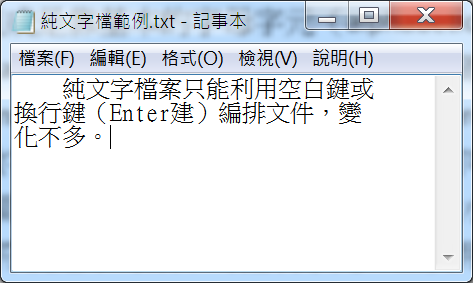 純文字檔範例.txt - 記事本
檔案(F) 編輯(E) 格式(O) 檢視(V) 說明(H)
純文字檔案只能利用空白鍵或
換行鍵（Enter建）編排文件，變
化不多。